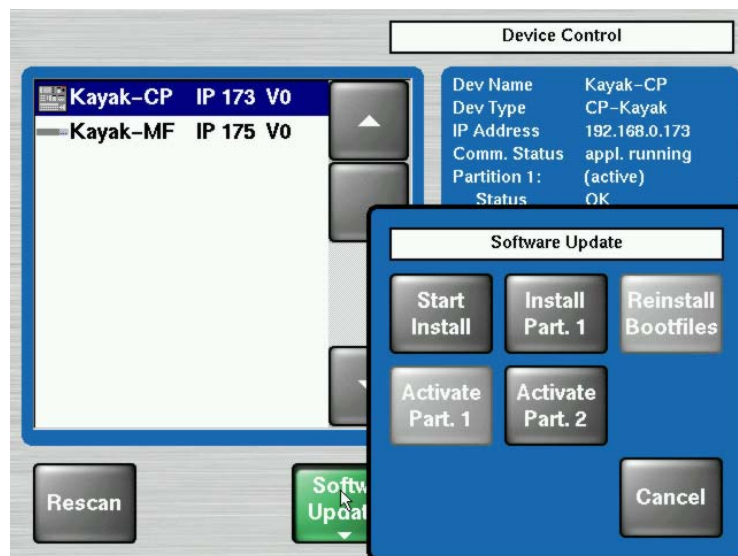 Device Control
Kayak–CP IP 173 V0
Kayak–MF IP 175 V0
Dev Name Kayak–CP
Dev Type CP–Kayak
IP Address 192.168.0.173
Comm. Status appl. running
Partition 1: (active)
Status OK
Software Update
Start Install
Install Part. 1
Reinstall Bootfiles
Activate Part. 1
Activate Part. 2
Cancel
Rescan